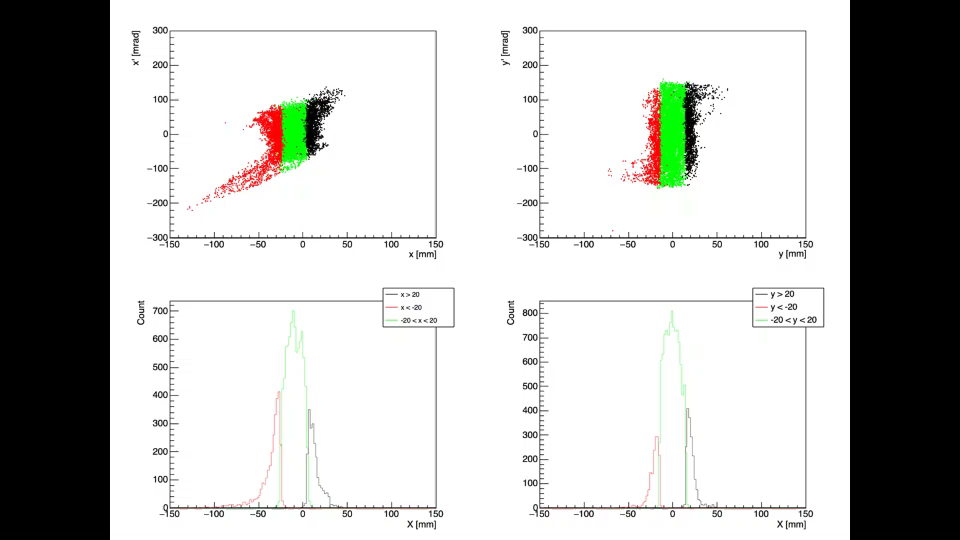 x' [mrad]
300
200
100
0
−100
−200
−300
−150 −100 −50 0 50 100 150
x [mm]
y' [mrad]
300
200
100
0
−100
−200
−300
−150 −100 −50 0 50 100 150
y [mm]
Count
700
600
500
400
300
200
100
0
x > 20
x < -20
-20 < x < 20
−150 −100 −50 0 50 100 150
X [mm]
Count
800
700
600
500
400
300
200
100
0
y > 20
y < -20
-20 < y < 20
−150 −100 −50 0 50 100 150
X [mm]